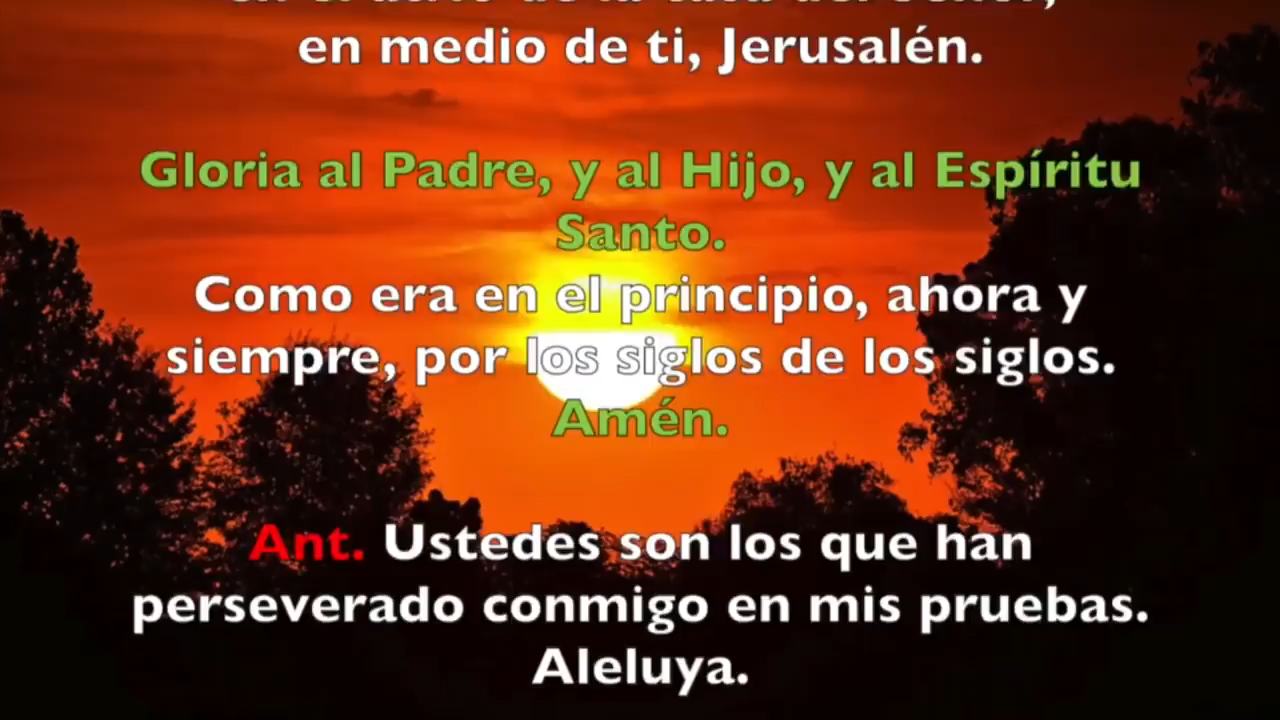 en medio de ti, Jerusalén.
Gloria al Padre, y al Hijo, y al Espíritu
Santo.
Como era en el principio, ahora y
siempre, por los siglos de los siglos.
Amén.
Ant. Ustedes son los que han
perseverado conmigo en mis pruebas.
Aleluya.